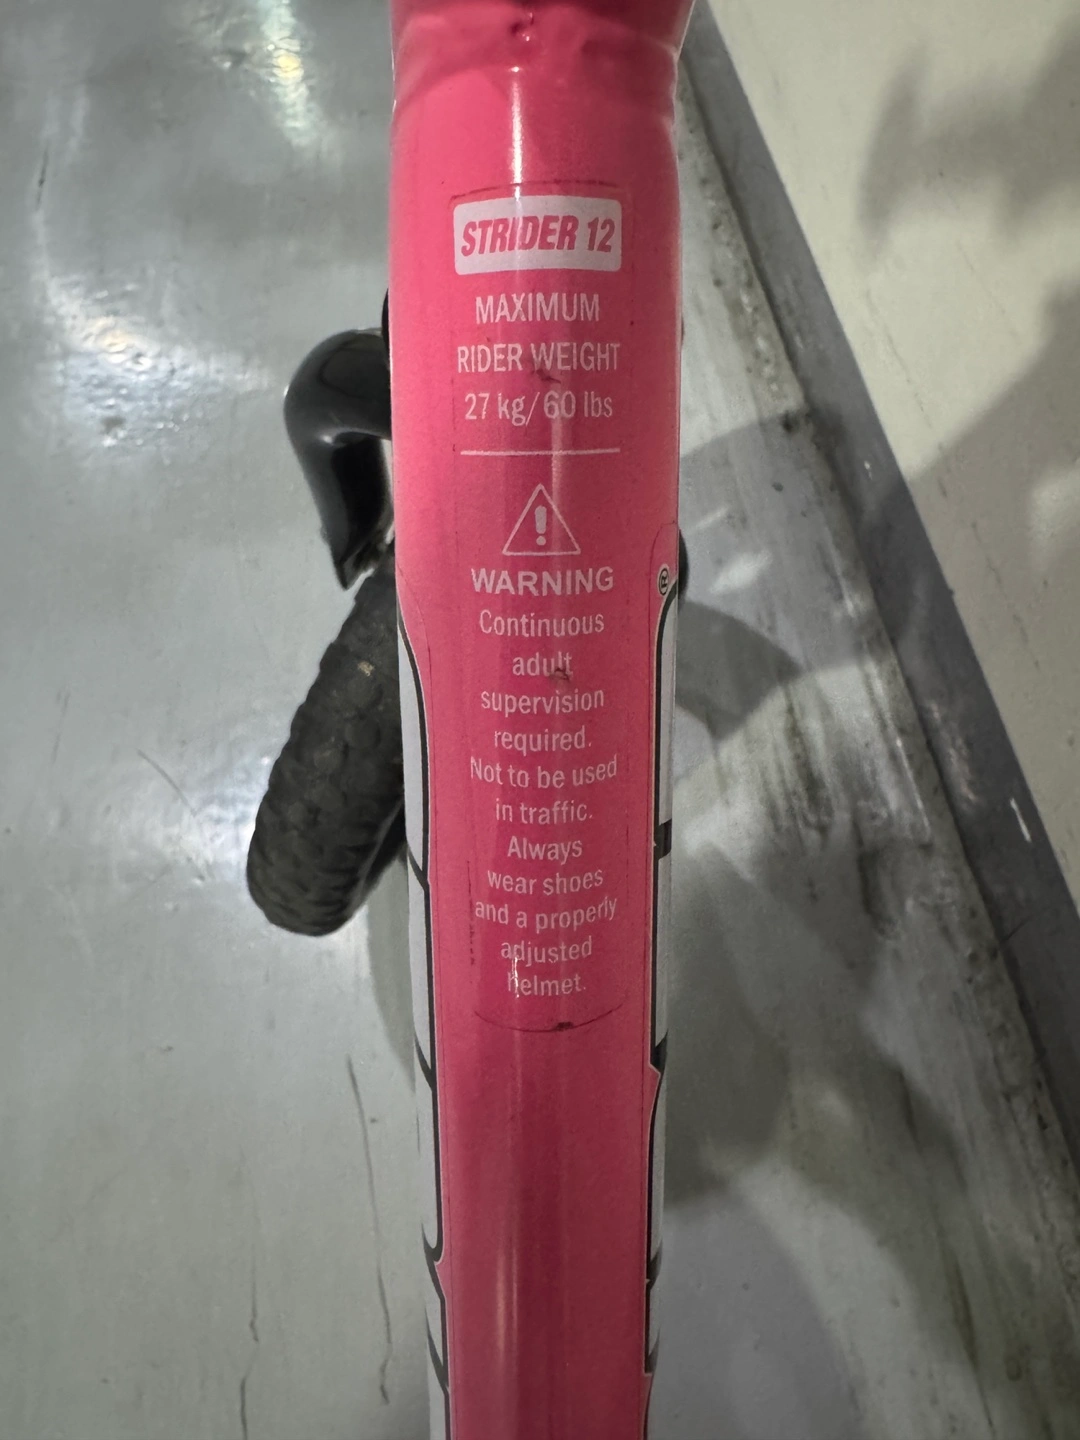 STRIDER 12
MAXIMUM
RIDER WEIGHT
27 kg/60 lbs
WARNING
Continuous
adult
supervision
required.
Not to be used
in traffic.
Always
wear shoes
and a properly
adjusted
helmet.
®